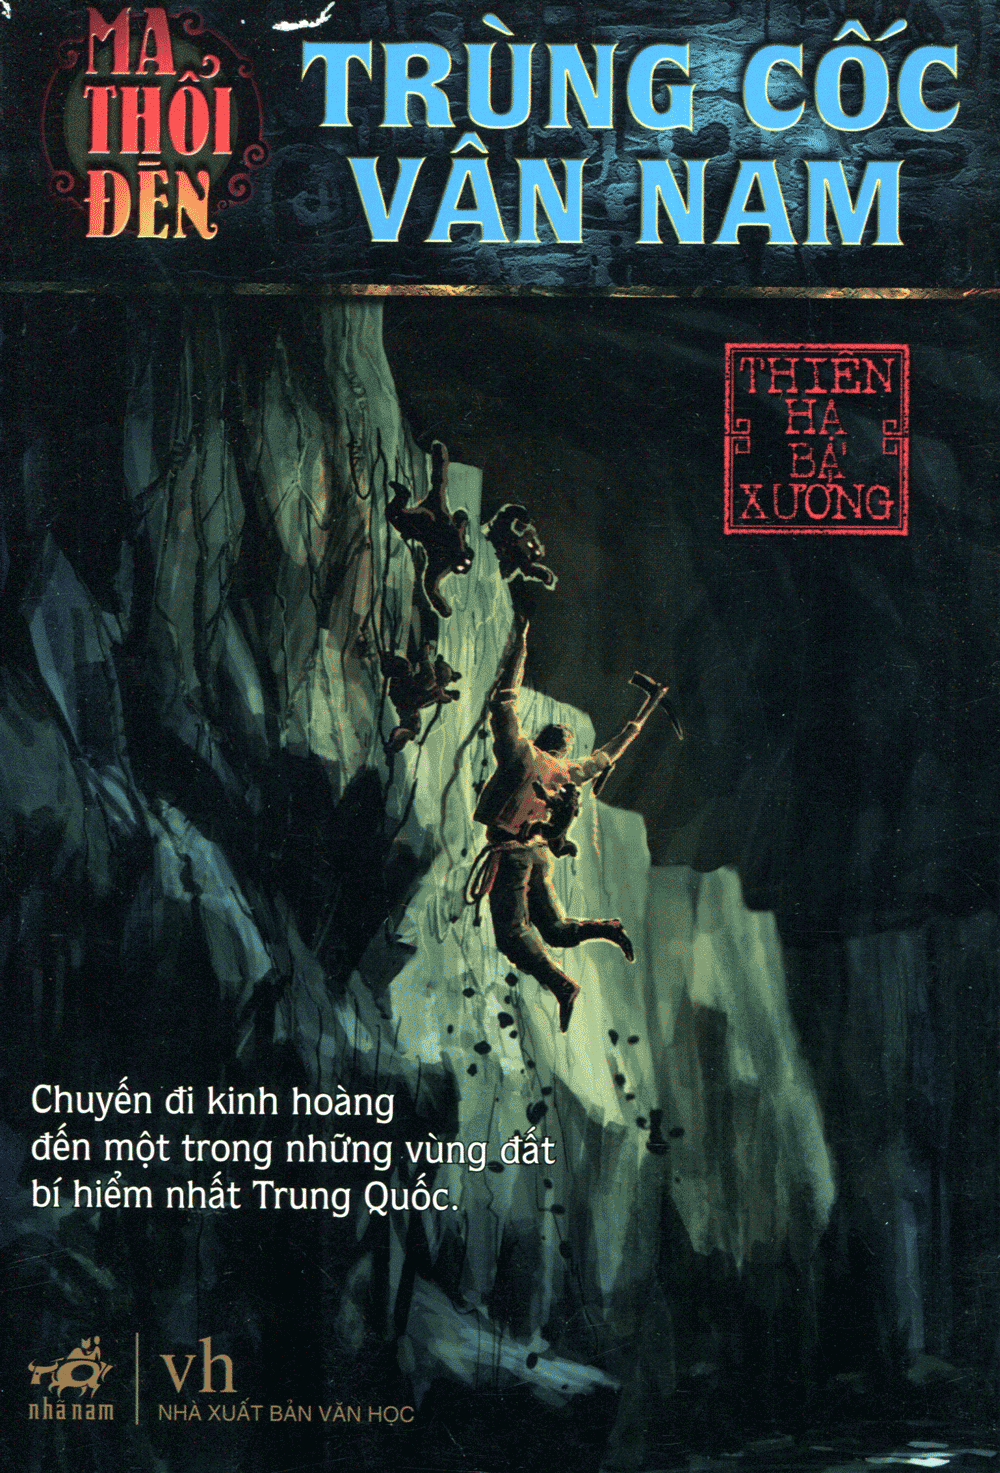 MA
THỔI
ĐÈN
TRÙNG CỐC
VÂN NAM
THIÊN
HẠ
BÁ
XƯỚNG
Chuyến đi kinh hoàng
đến một trong những vùng đất
bí hiểm nhất Trung Quốc.
nhã nam
vh
NHÀ XUẤT BẢN VĂN HỌC